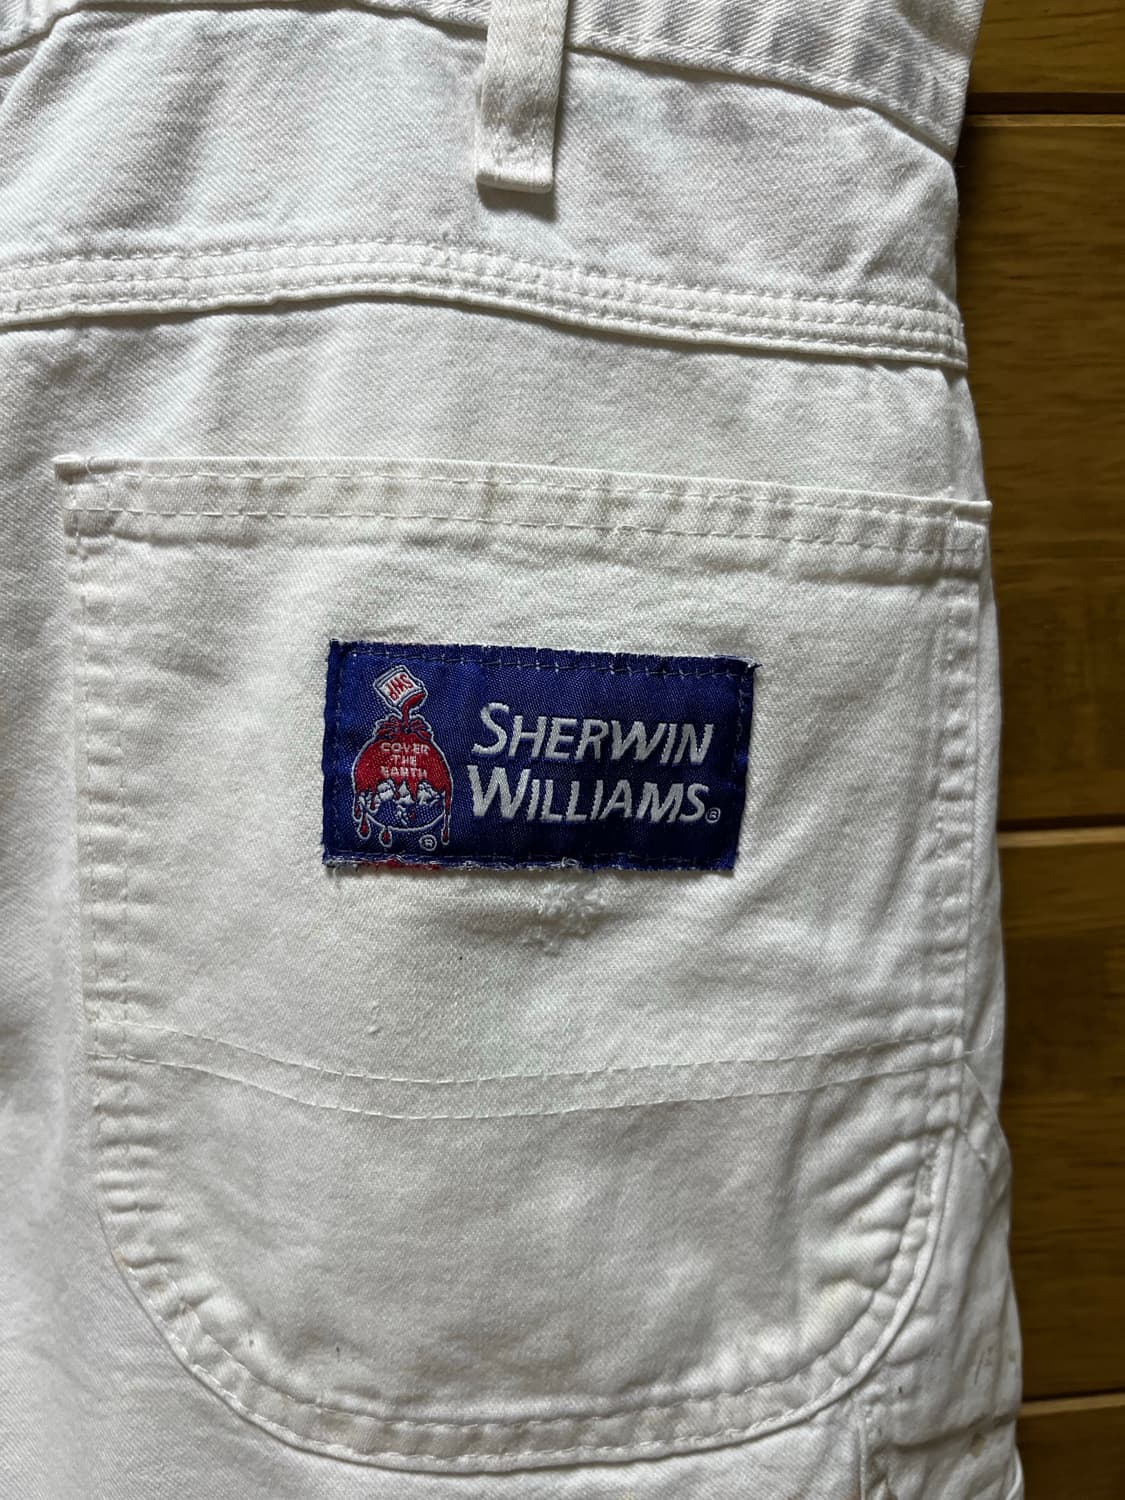 SWP
COVER
THE
EARTH
®
SHERWIN
WILLIAMS®